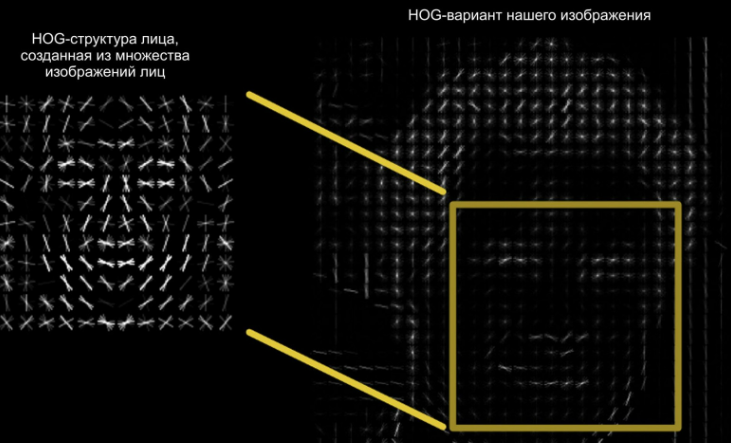 HOG-вариант нашего изображения
HOG-структура лица,
созданная из множества
изображений лиц